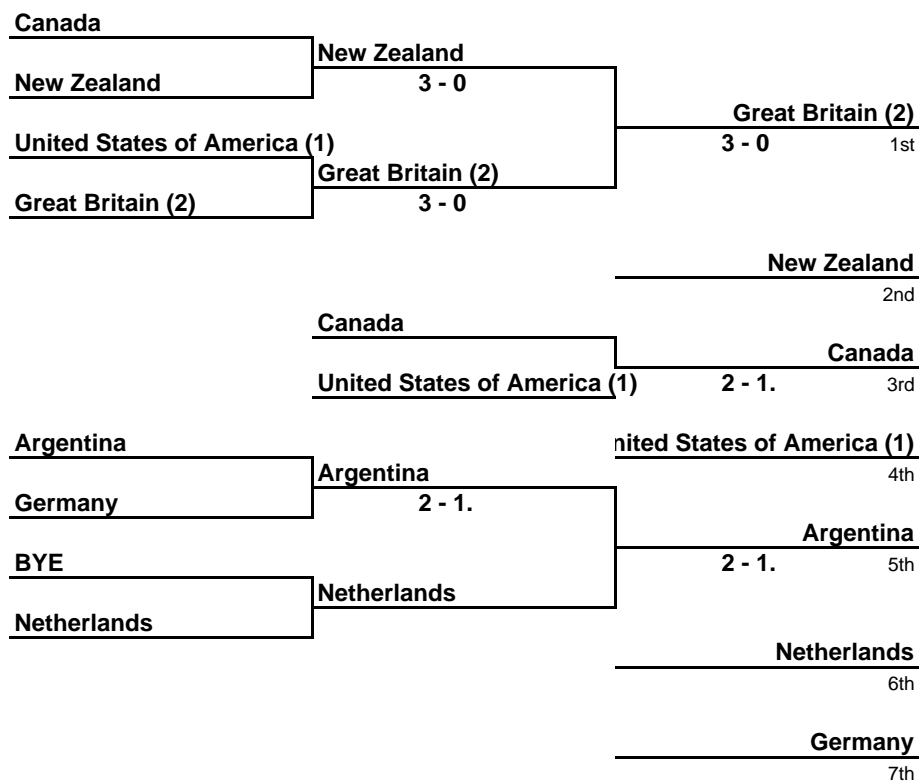 Canada
New Zealand
New Zealand
3 - 0
Great Britain (2)
United States of America (1)
3 - 0
1st
Great Britain (2)
Great Britain (2)
3 - 0
New Zealand
2nd
Canada
Canada
United States of America (1)
2 - 1.
3rd
Argentina
nited States of America (1)
Argentina
4th
Germany
2 - 1.
Argentina
BYE
2 - 1.
5th
Netherlands
Netherlands
Netherlands
6th
Germany
7th